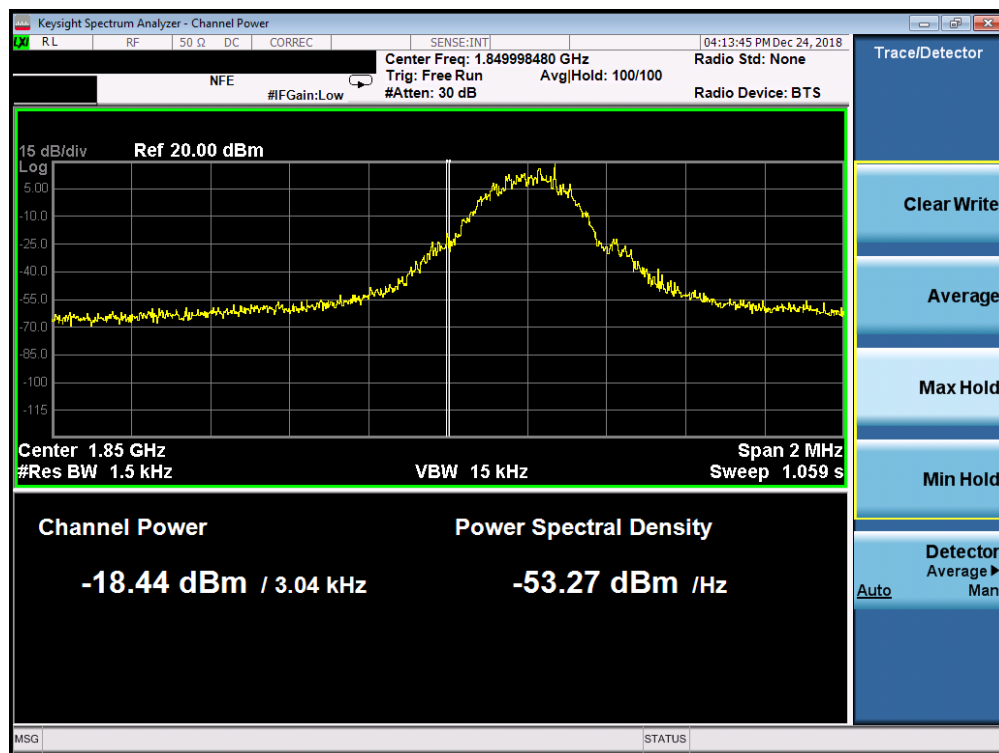 Keysight Spectrum Analyzer - Channel Power
LXI RL RF 50 Ω DC CORREC SENSE:INT 04:13:45 PM Dec 24, 2018
Center Freq: 1.849998480 GHz Radio Std: None
NFE Trig: Free Run Avg|Hold: 100/100
#IFGain:Low #Atten: 30 dB Radio Device: BTS
15 dB/div Ref 20.00 dBm
Log
5.00
-10.0
-25.0
-40.0
-55.0
-70.0
-85.0
-100
-115
Center 1.85 GHz Span 2 MHz
#Res BW 1.5 kHz VBW 15 kHz Sweep 1.059 s
Channel Power Power Spectral Density
-18.44 dBm / 3.04 kHz -53.27 dBm /Hz
Trace/Detector
Clear Write
Average
Max Hold
Min Hold
Detector
Average
Auto Man
MSG STATUS